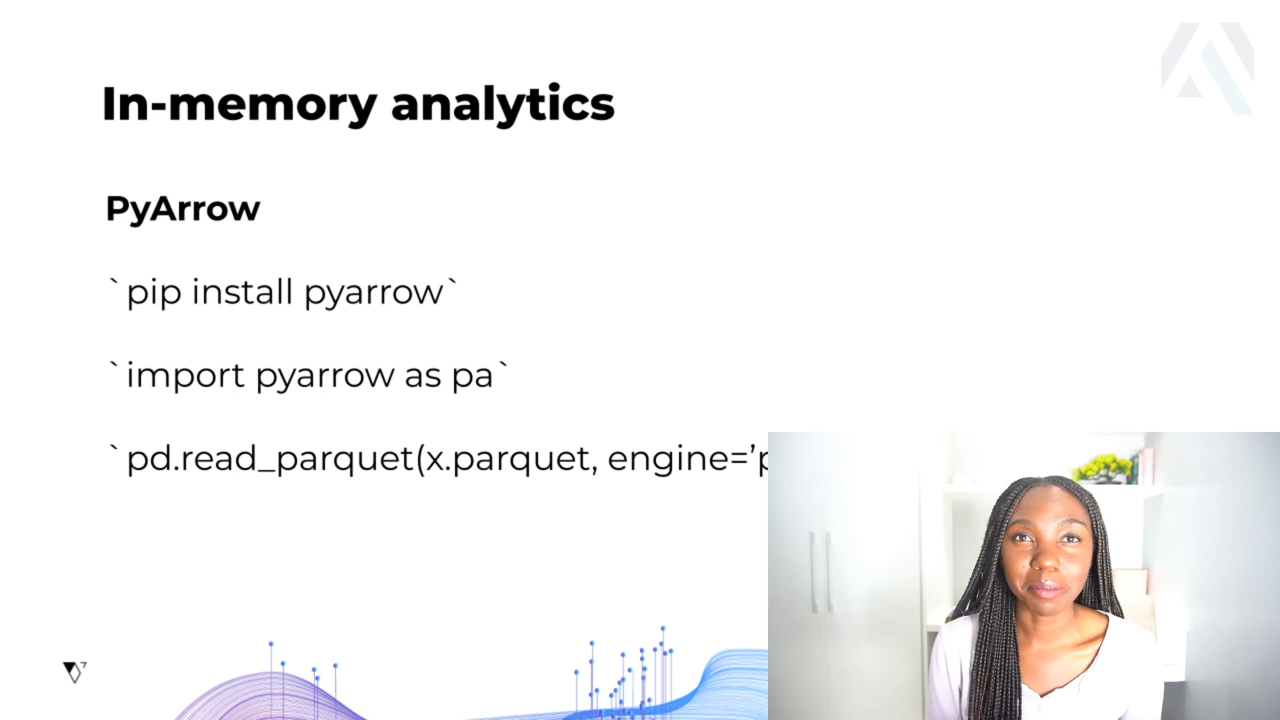 In-memory analytics
PyArrow
`pip install pyarrow`
`import pyarrow as pa`
`pd.read_parquet(x.parquet, engine=’p